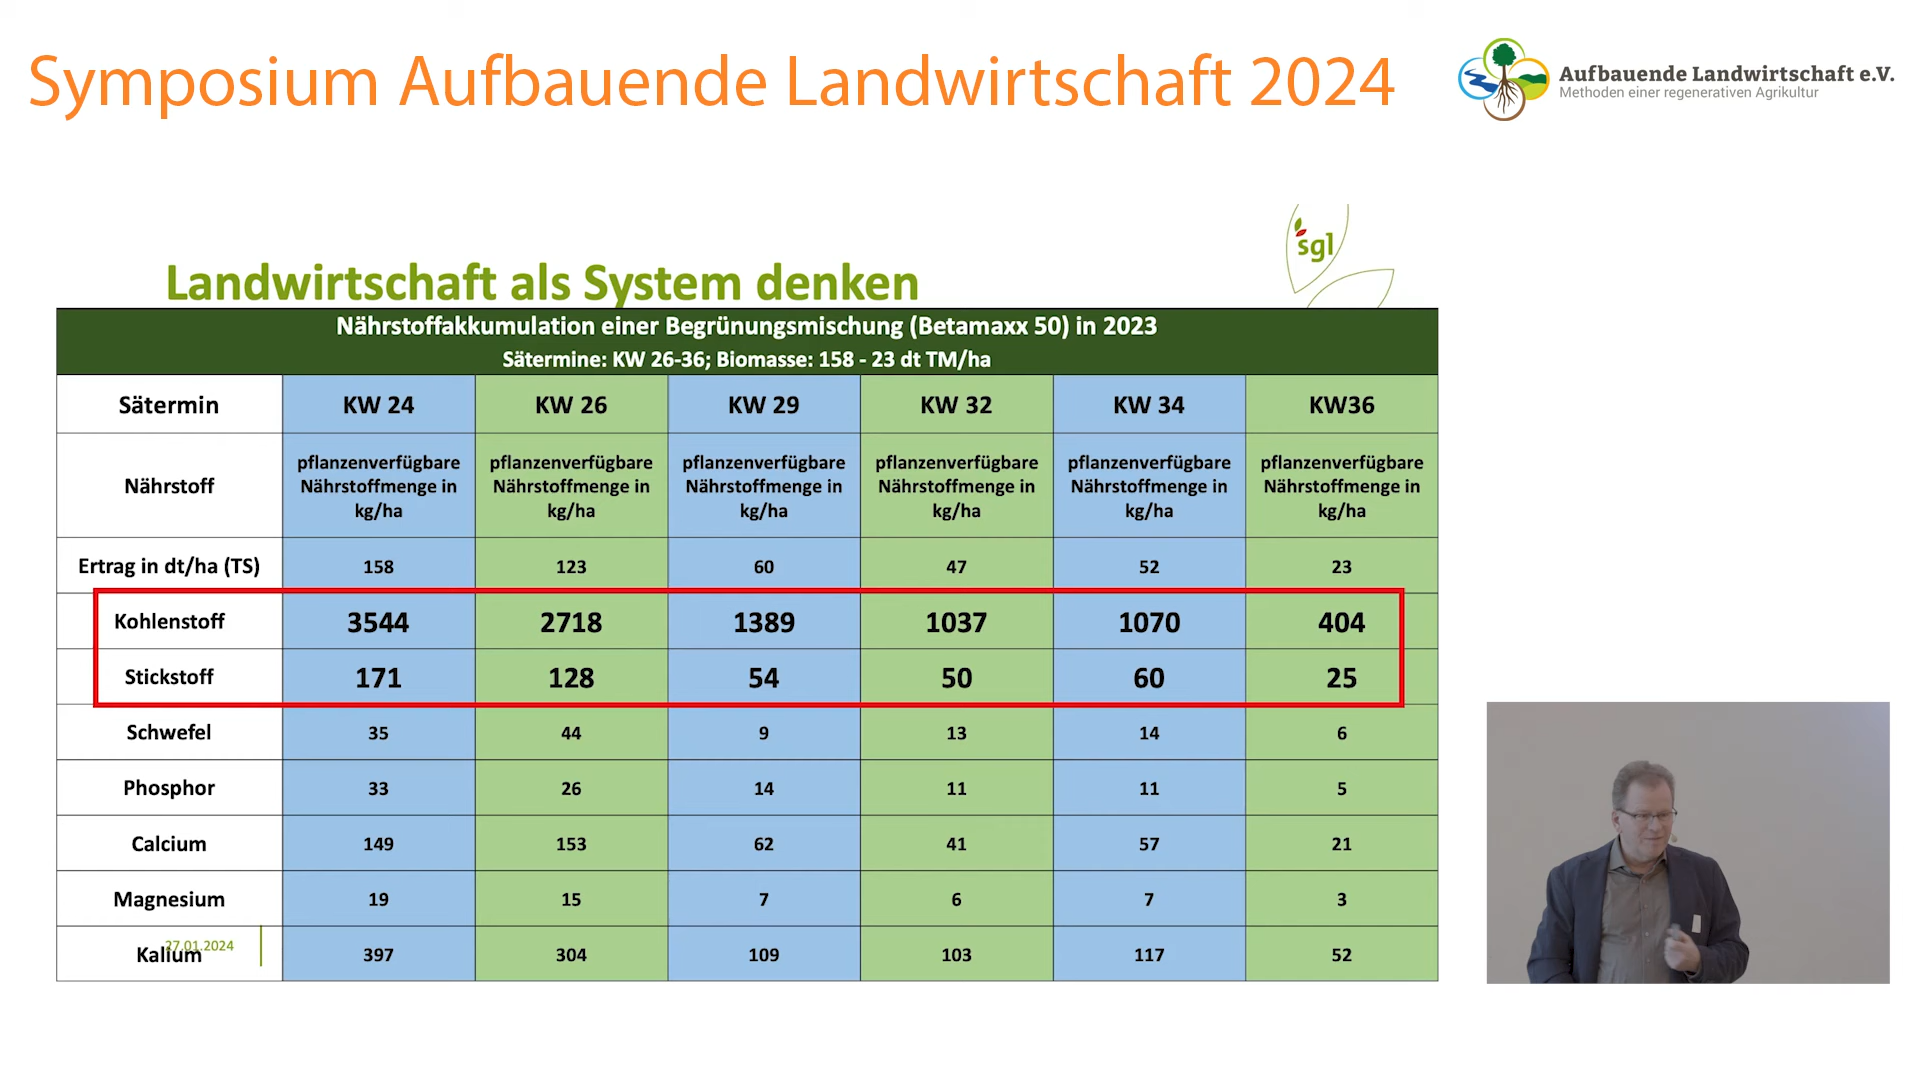 Symposium Aufbauende Landwirtschaft 2024
Aufbauende Landwirtschaft e.V.
Methoden einer regenerativen Agrikultur
sgl
Landwirtschaft als System denken
Nährstoffakkumulation einer Begrünungsmischung (Betamaxx 50) in 2023
Sätermine: KW 26-36; Biomasse: 158 - 23 dt TM/ha
Sätermin KW 24 KW 26 KW 29 KW 32 KW 34 KW36
pflanzenverfügbare pflanzenverfügbare pflanzenverfügbare pflanzenverfügbare pflanzenverfügbare pflanzenverfügbare
Nährstoff Nährstoffmenge in Nährstoffmenge in Nährstoffmenge in Nährstoffmenge in Nährstoffmenge in Nährstoffmenge in
kg/ha kg/ha kg/ha kg/ha kg/ha kg/ha
Ertrag in dt/ha (TS) 158 123 60 47 52 23
Kohlenstoff 3544 2718 1389 1037 1070 404
Stickstoff 171 128 54 50 60 25
Schwefel 35 44 9 13 14 6
Phosphor 33 26 14 11 11 5
Calcium 149 153 62 41 57 21
Magnesium 19 15 7 6 7 3
27.01.2024
Kalium 397 304 109 103 117 52